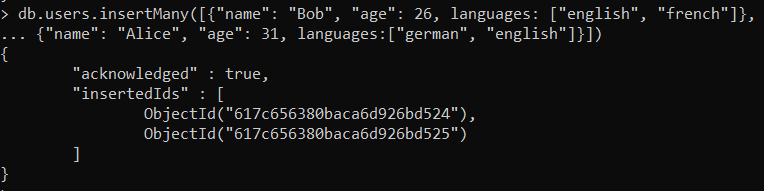 > db.users.insertMany([{"name": "Bob", "age": 26, languages: ["english", "french"]},
... {"name": "Alice", "age": 31, languages:["german", "english"]}])
{
        "acknowledged" : true,
        "insertedIds" : [
                ObjectId("617c656380baca6d926bd524"),
                ObjectId("617c656380baca6d926bd525")
        ]
}